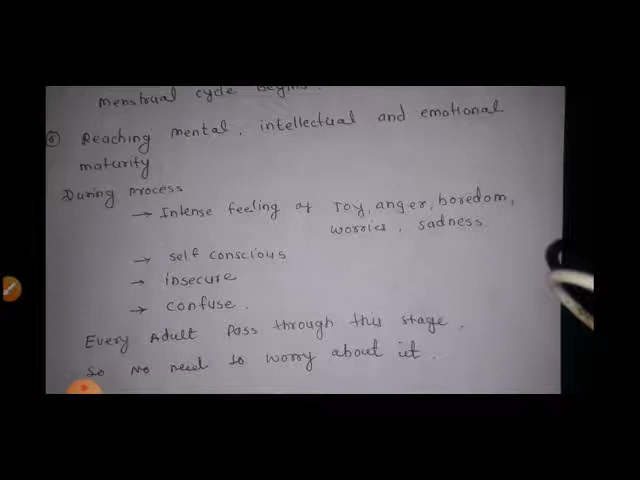 Menstrual cycle Begins.
⑥ Reaching mental, intellectual and emotional
maturity
During process
→ Intense feeling of Joy, anger, boredom,
worries, sadness
→ self conscious
→ insecure
→ confuse.
Every Adult Pass through this stage.
So No need to worry about it.